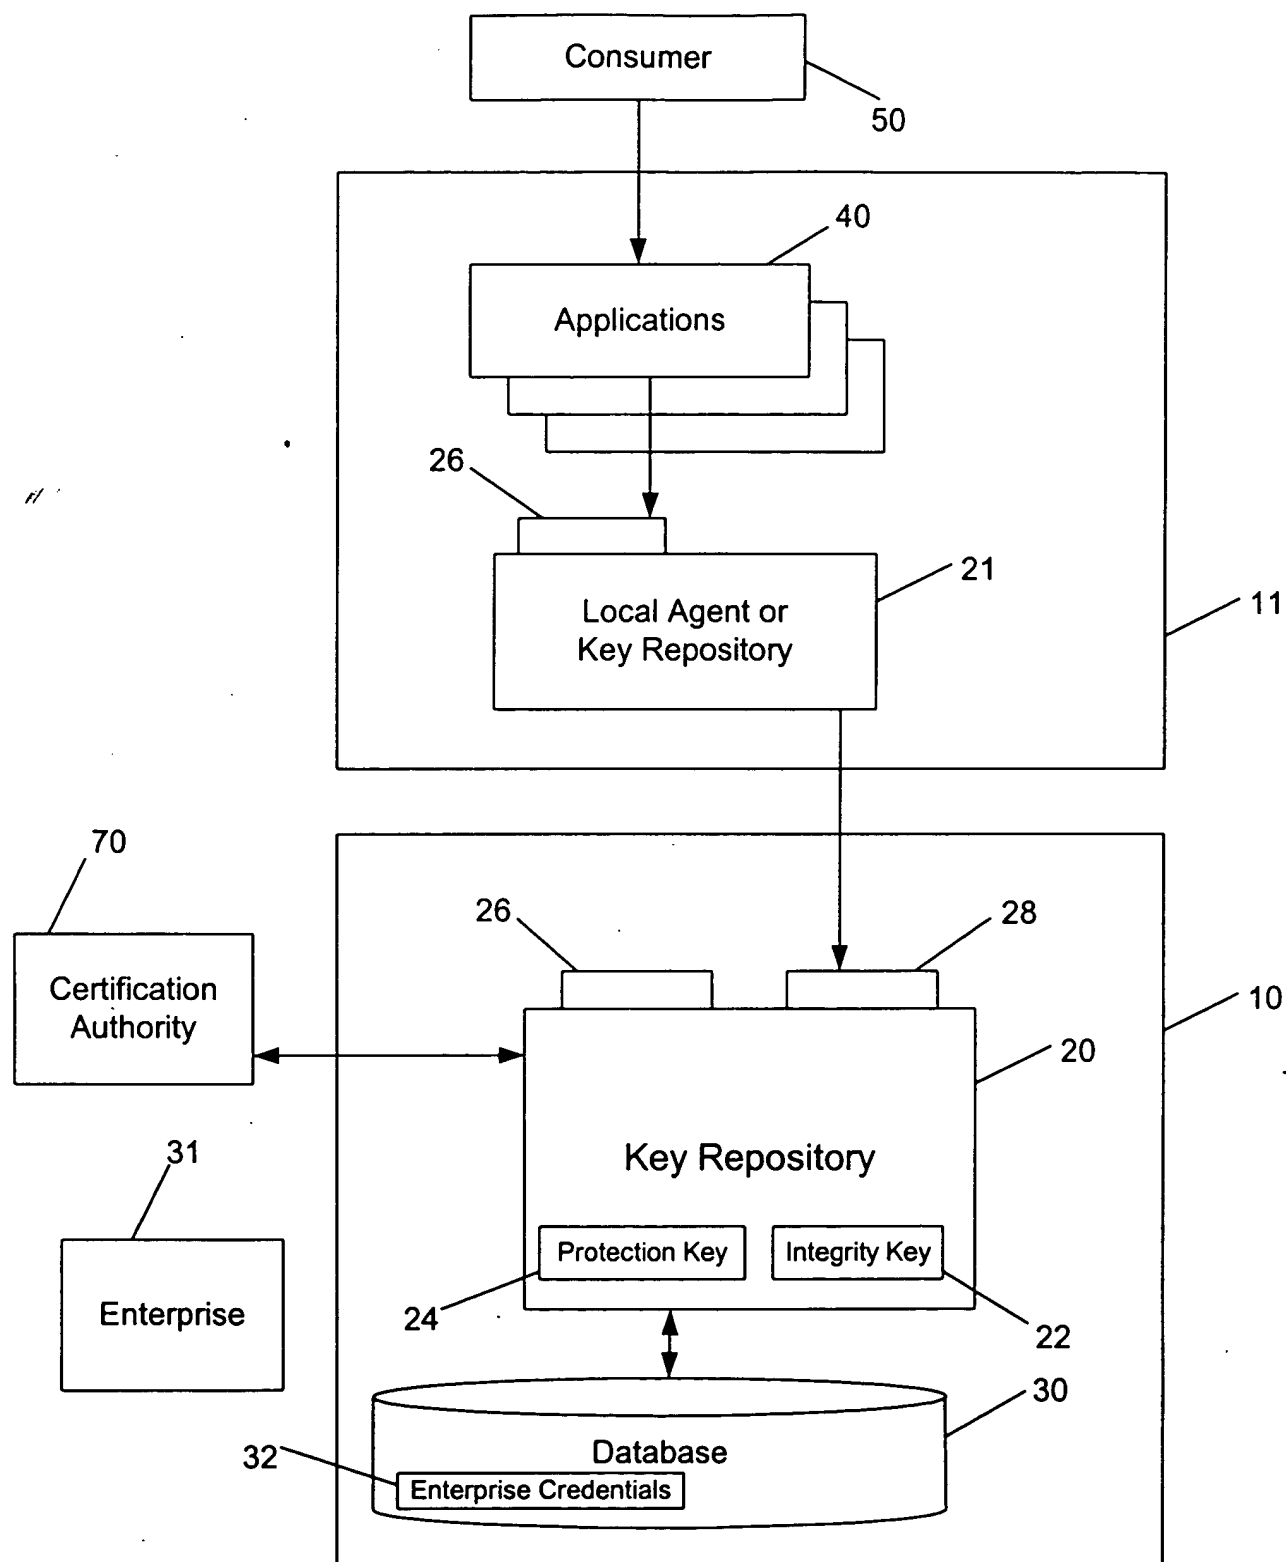 Consumer
50
40
Applications
26
21
Local Agent or
Key Repository
11
70
26
28
Certification
Authority
10
20
31
Key Repository
Protection Key
Integrity Key
Enterprise
24
22
30
Database
32
Enterprise Credentials